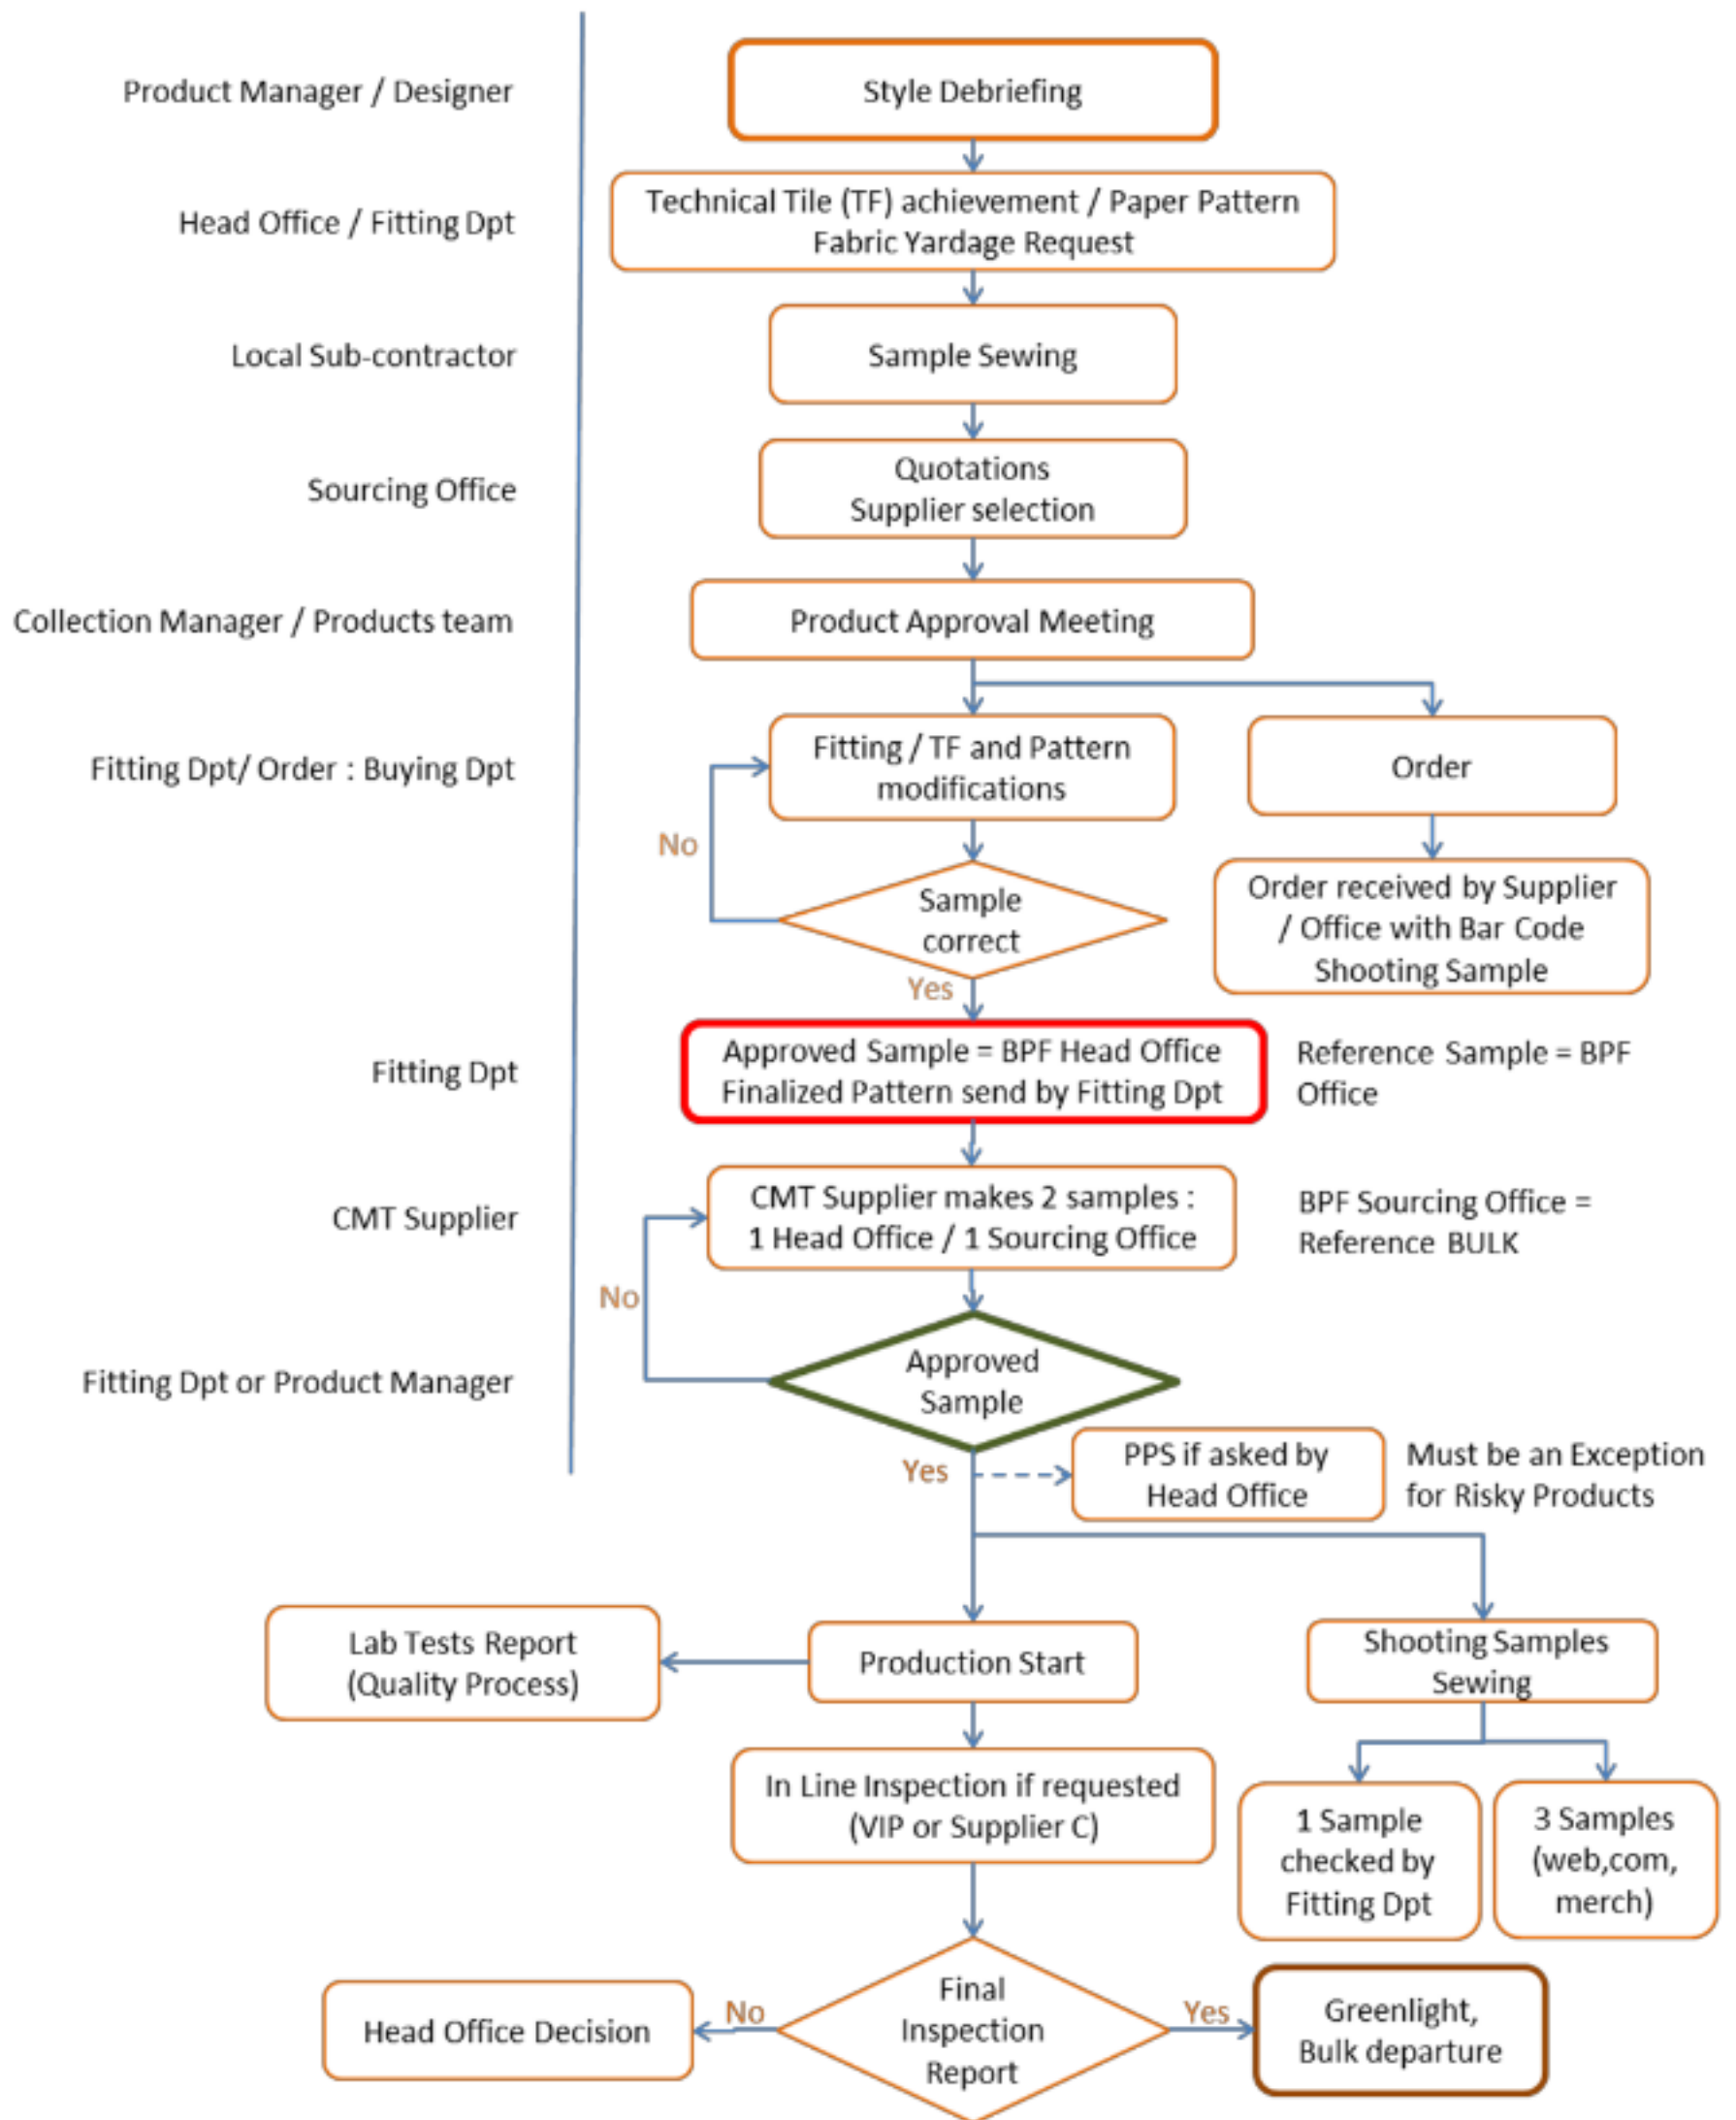 Product Manager / Designer
Style Debriefing
Head Office / Fitting Dpt
Technical Tile (TF) achievement / Paper Pattern
Fabric Yardage Request
Local Sub-contractor
Sample Sewing
Sourcing Office
Quotations
Supplier selection
Collection Manager / Products team
Product Approval Meeting
Fitting Dpt/ Order : Buying Dpt
Fitting / TF and Pattern
modifications
Order
No
Sample
correct
Order received by Supplier
/ Office with Bar Code
Shooting Sample
Yes
Fitting Dpt
Approved Sample = BPF Head Office
Finalized Pattern send by Fitting Dpt
Reference Sample = BPF
Office
CMT Supplier
CMT Supplier makes 2 samples :
1 Head Office / 1 Sourcing Office
BPF Sourcing Office =
Reference BULK
No
Fitting Dpt or Product Manager
Approved
Sample
Yes
PPS if asked by
Head Office
Must be an Exception
for Risky Products
Lab Tests Report
(Quality Process)
Production Start
Shooting Samples
Sewing
In Line Inspection if requested
(VIP or Supplier C)
1 Sample
checked by
Fitting Dpt
3 Samples
(web,com,
merch)
Head Office Decision
No
Final
Inspection
Report
Yes
Greenlight,
Bulk departure